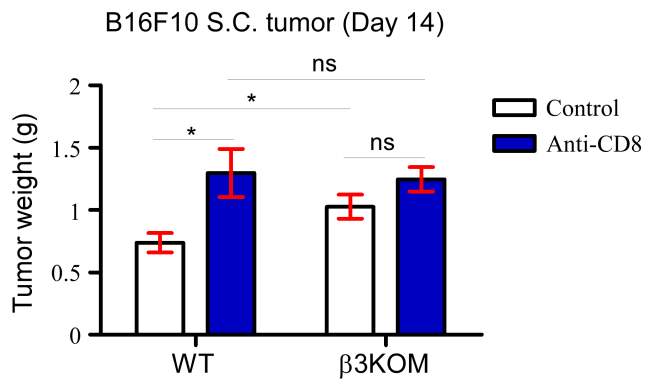 B16F10 S.C. tumor (Day 14)
ns
*
*
ns
Control
Anti-CD8
Tumor weight (g)
2
1.5
1
0.5
0
WT
β3KOM